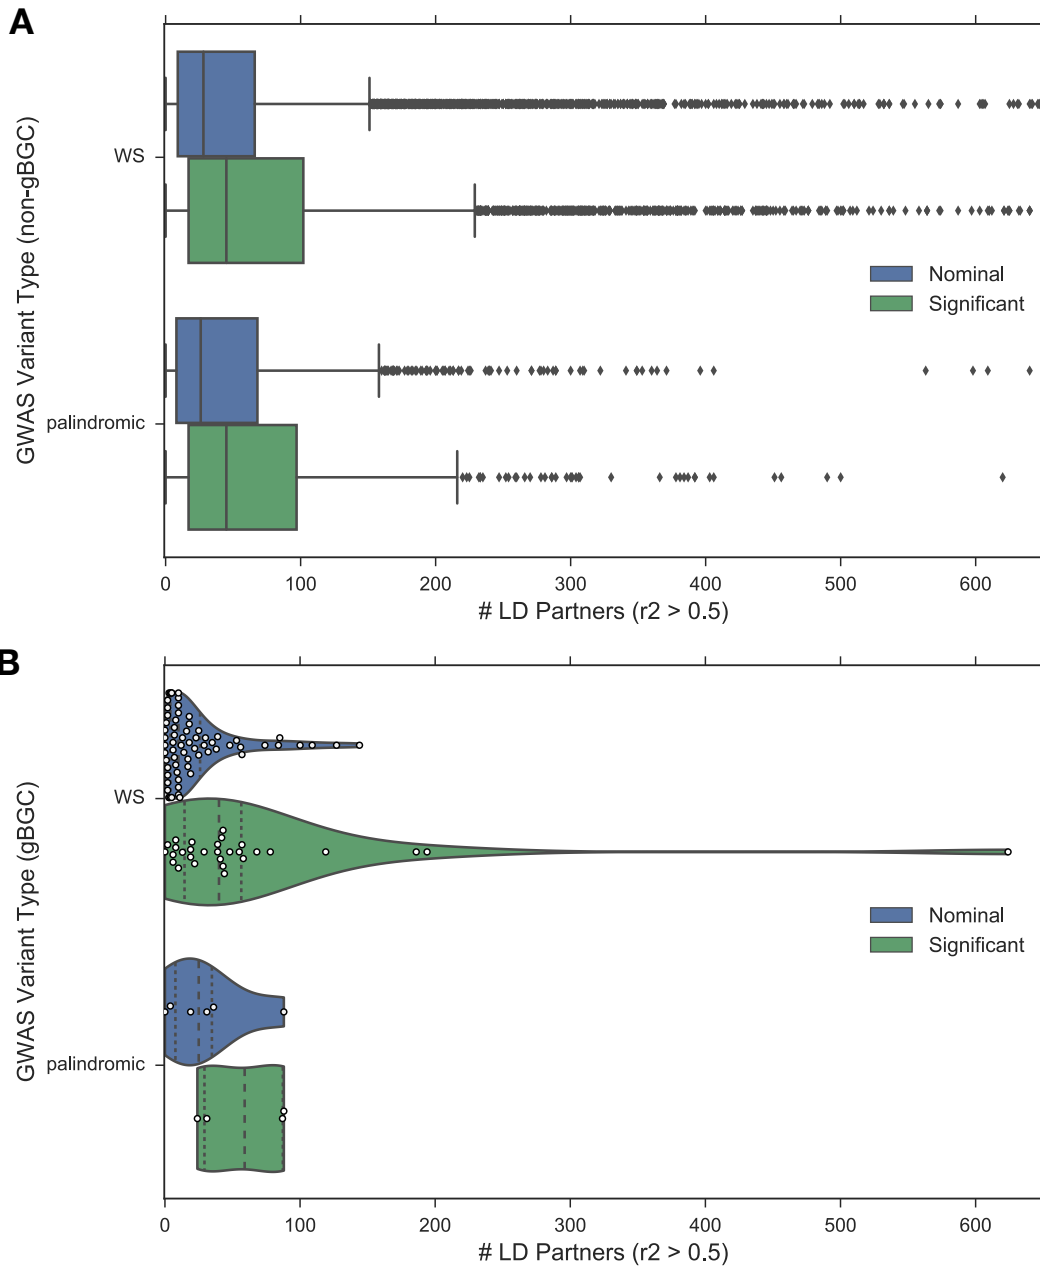 A
GWAS Variant Type (non-gBGC)
WS
palindromic
Nominal
Significant
0 100 200 300 400 500 600
# LD Partners (r2 > 0.5)
B
GWAS Variant Type (gBGC)
WS
palindromic
Nominal
Significant
0 100 200 300 400 500 600
# LD Partners (r2 > 0.5)